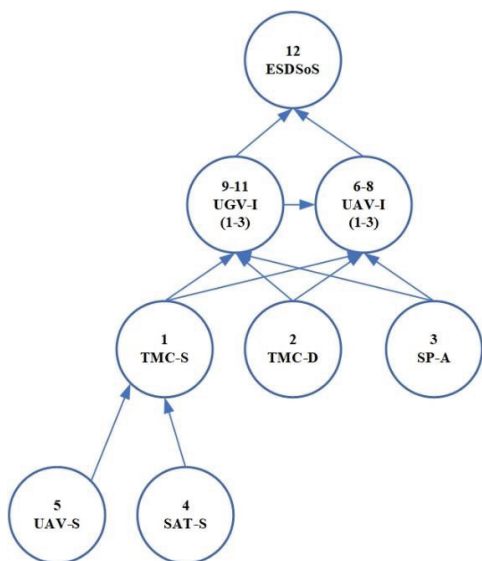 12
ESDSoS
9-11
UGV-I
(1-3)
6-8
UAV-I
(1-3)
1
TMC-S
2
TMC-D
3
SP-A
5
UAV-S
4
SAT-S